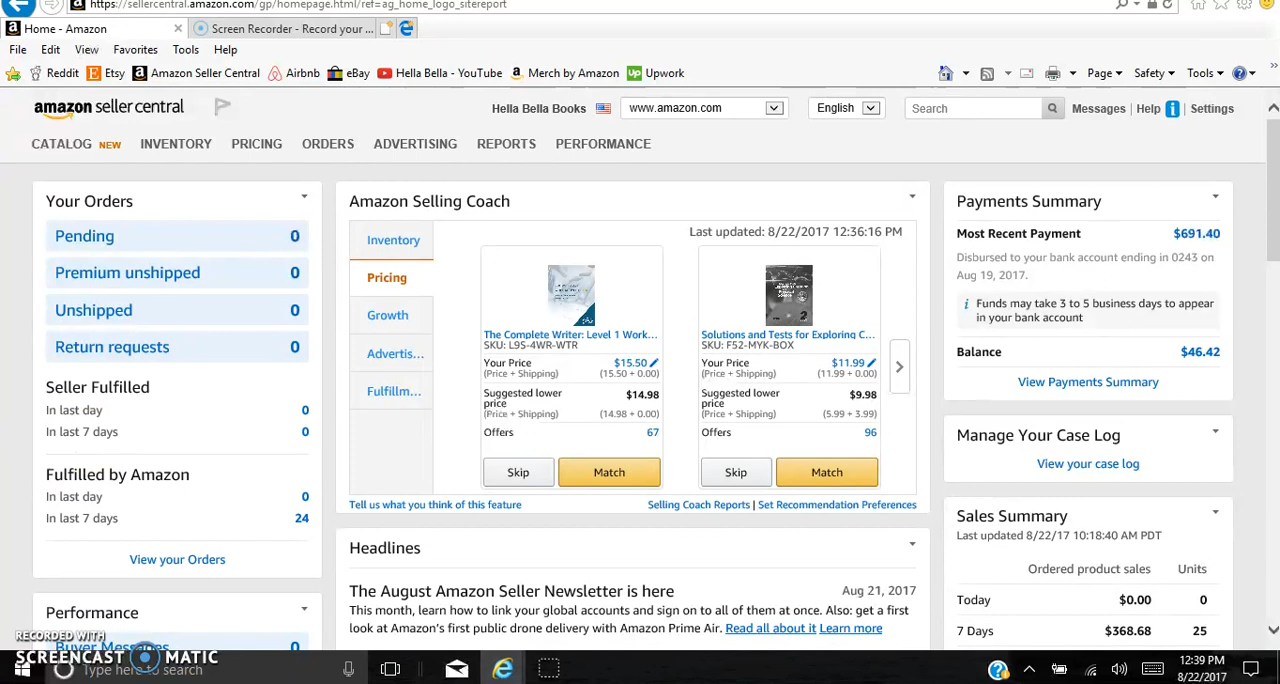 https://sellercentral.amazon.com/gp/homepage.html/ref=ag_home_logo_sitereport
Home - Amazon
Screen Recorder - Record your ...
File Edit View Favorites Tools Help
Reddit Etsy Amazon Seller Central Airbnb eBay Hella Bella - YouTube Merch by Amazon Up Upwork
Page Safety Tools
amazon seller central
Hella Bella Books www.amazon.com English Search Messages | Help i | Settings
CATALOG NEW INVENTORY PRICING ORDERS ADVERTISING REPORTS PERFORMANCE
Your Orders
Pending 0
Premium unshipped 0
Unshipped 0
Return requests 0
Seller Fulfilled
In last day 0
In last 7 days 0
Fulfilled by Amazon
In last day 0
In last 7 days 24
View your Orders
Performance
Buyer Messages 0
Amazon Selling Coach
Last updated: 8/22/2017 12:36:16 PM
Inventory
Pricing
Growth
Advertis...
Fulfillm...
The Complete Writer: Level 1 Work...
SKU: L9S-4WR-WTR
Your Price $15.50
(Price + Shipping) (15.50 + 0.00)
Suggested lower price $14.98
(Price + Shipping) (14.98 + 0.00)
Offers 67
Skip Match
Solutions and Tests for Exploring C...
SKU: F52-MYK-BOX
Your Price $11.99
(Price + Shipping) (11.99 + 0.00)
Suggested lower price $9.98
(Price + Shipping) (5.99 + 3.99)
Offers 96
Skip Match
Tell us what you think of this feature
Selling Coach Reports | Set Recommendation Preferences
Headlines
The August Amazon Seller Newsletter is here Aug 21, 2017
This month, learn how to link your global accounts and sign on to all of them at once. Also: get a first
look at Amazon's first public drone delivery with Amazon Prime Air. Read all about it Learn more
Payments Summary
Most Recent Payment $691.40
Disbursed to your bank account ending in 0243 on
Aug 19, 2017.
i Funds may take 3 to 5 business days to appear
in your bank account
Balance $46.42
View Payments Summary
Manage Your Case Log
View your case log
Sales Summary
Last updated 8/22/17 10:18:40 AM PDT
Ordered product sales Units
Today $0.00 0
7 Days $368.68 25
RECORDED WITH
SCREENCAST MATIC
Type here to search
12:39 PM
8/22/2017